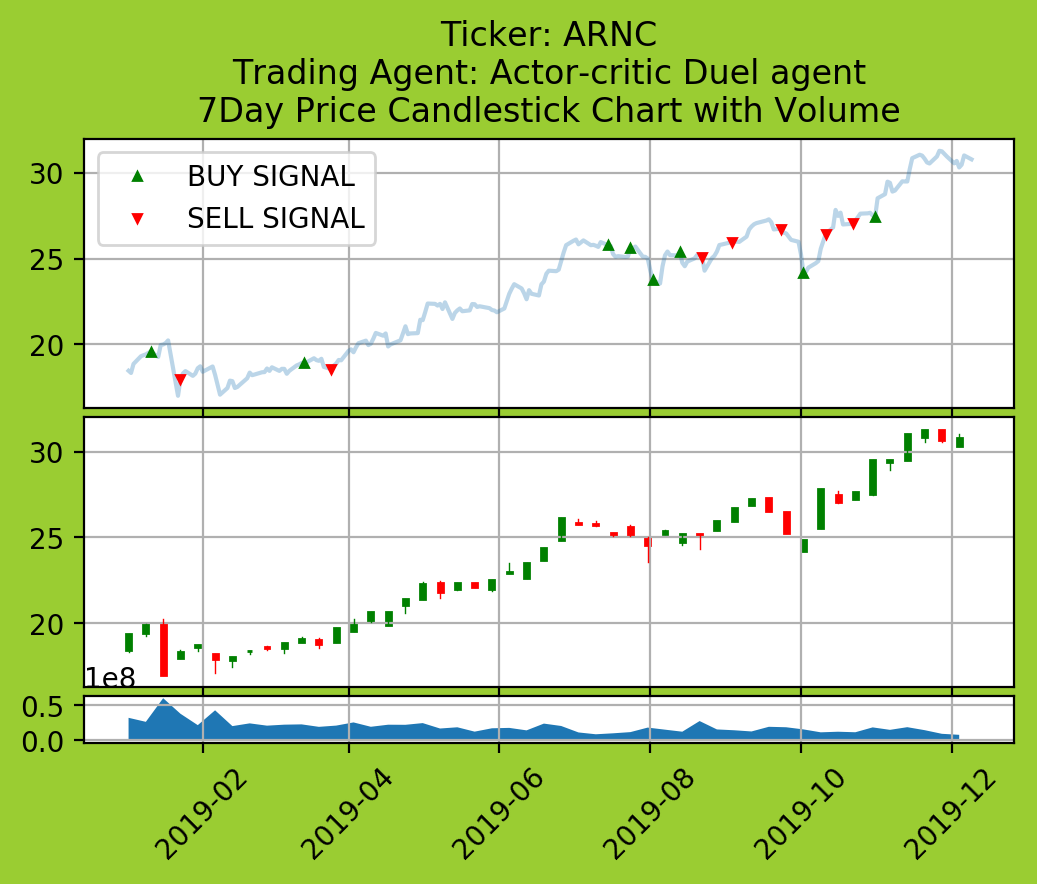 Ticker: ARNC
Trading Agent: Actor-critic Duel agent
7Day Price Candlestick Chart with Volume
30
25
20
BUY SIGNAL
SELL SIGNAL
30
25
20
1e8
0.5
0.0
2019-02
2019-04
2019-06
2019-08
2019-10
2019-12